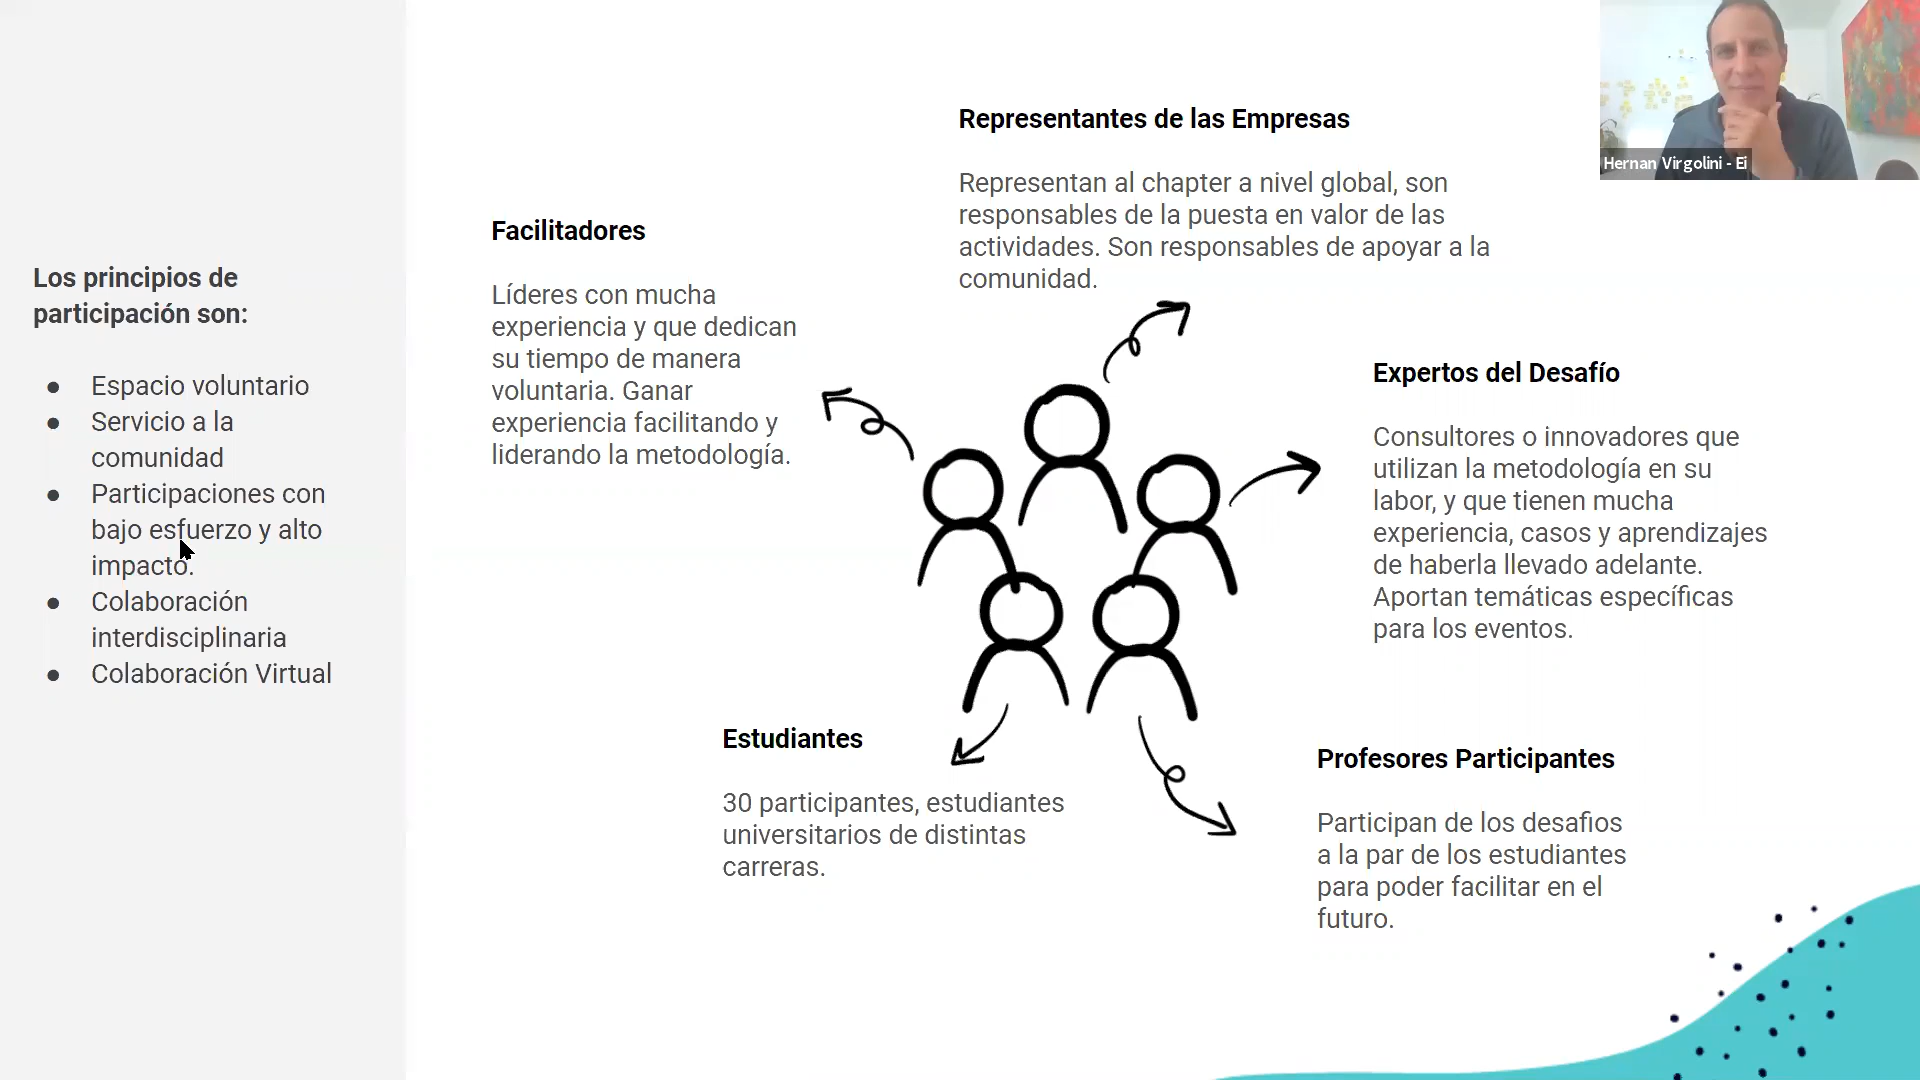 Los principios de
participación son:
● Espacio voluntario
● Servicio a la
comunidad
● Participaciones con
bajo esfuerzo y alto
impacto.
● Colaboración
interdisciplinaria
● Colaboración Virtual
Facilitadores
Líderes con mucha
experiencia y que dedican
su tiempo de manera
voluntaria. Ganar
experiencia facilitando y
liderando la metodología.
Representantes de las Empresas
Representan al chapter a nivel global, son
responsables de la puesta en valor de las
actividades. Son responsables de apoyar a la
comunidad.
Expertos del Desafío
Consultores o innovadores que
utilizan la metodología en su
labor, y que tienen mucha
experiencia, casos y aprendizajes
de haberla llevado adelante.
Aportan temáticas específicas
para los eventos.
Estudiantes
30 participantes, estudiantes
universitarios de distintas
carreras.
Profesores Participantes
Participan de los desafios
a la par de los estudiantes
para poder facilitar en el
futuro.
Hernan Virgolini - Ei